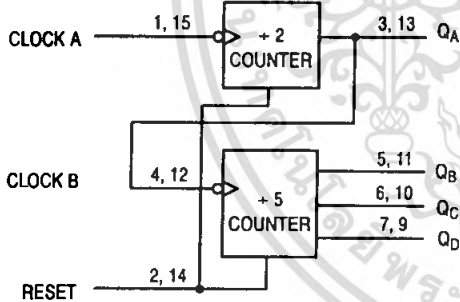 CLOCK A
1, 15
÷ 2
COUNTER
3, 13
QA
CLOCK B
4, 12
÷ 5
COUNTER
5, 11
QB
6, 10
QC
7, 9
QD
RESET
2, 14